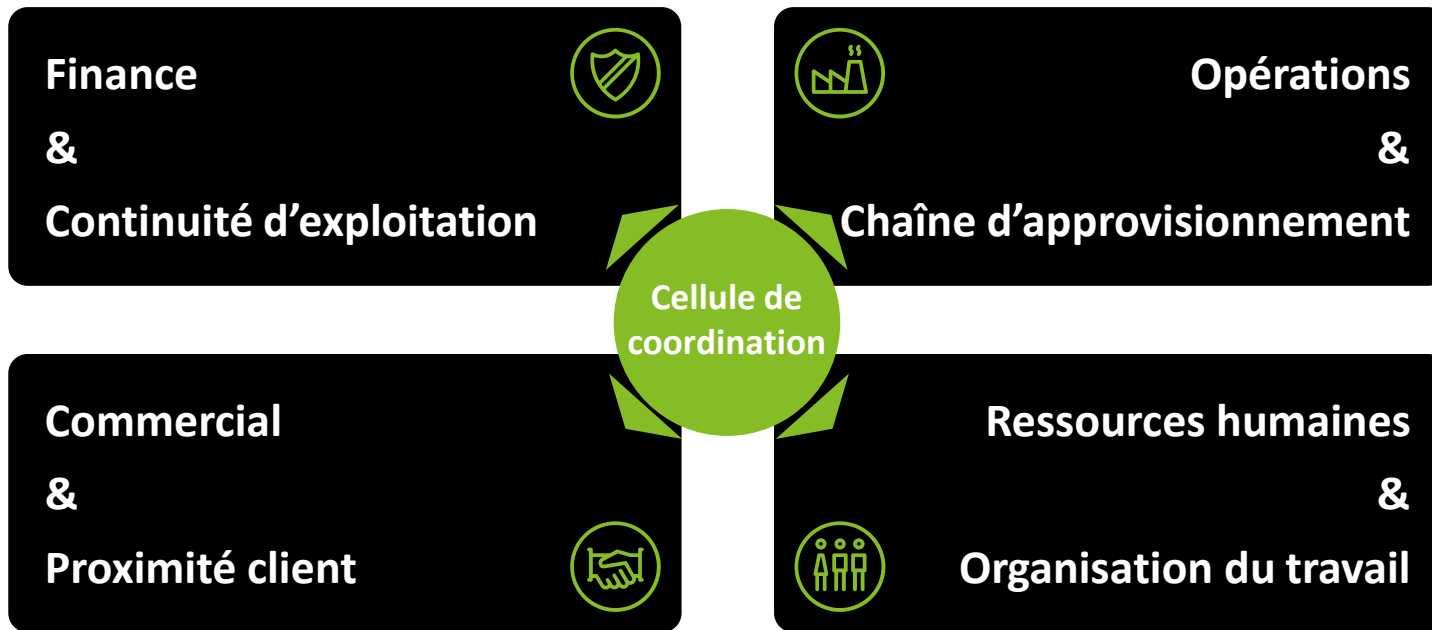 Finance
&
Continuité d’exploitation
Opérations
&
Chaîne d’approvisionnement
Cellule de
coordination
Commercial
&
Proximité client
Ressources humaines
&
Organisation du travail